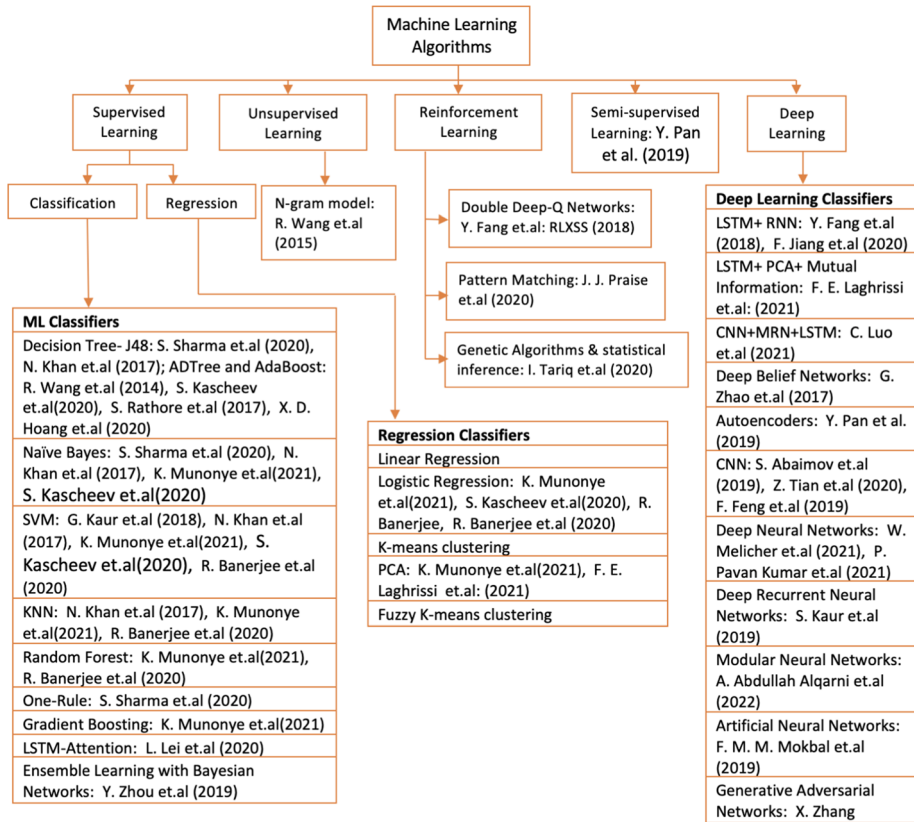 Machine Learning
Algorithms
Supervised
Learning
Unsupervised
Learning
Reinforcement
Learning
Semi-supervised
Learning: Y. Pan
et al. (2019)
Deep
Learning
Classification
Regression
N-gram model:
R. Wang et.al
(2015)
Double Deep-Q Networks:
Y. Fang et.al: RLXSS (2018)
Pattern Matching: J. J. Praise
et.al (2020)
Genetic Algorithms & statistical
inference: I. Tariq et.al (2020)
ML Classifiers
Decision Tree- J48: S. Sharma et.al (2020),
N. Khan et.al (2017); ADTree and AdaBoost:
R. Wang et.al (2014), S. Kascheev
et.al(2020), S. Rathore et.al (2017), X. D.
Hoang et.al (2020)
Naïve Bayes: S. Sharma et.al (2020), N.
Khan et.al (2017), K. Munonye et.al(2021),
S. Kascheev et.al(2020)
SVM: G. Kaur et.al (2018), N. Khan et.al
(2017), K. Munonye et.al(2021), S.
Kascheev et.al(2020), R. Banerjee et.al
(2020)
KNN: N. Khan et.al (2017), K. Munonye
et.al(2021), R. Banerjee et.al (2020)
Random Forest: K. Munonye et.al(2021),
R. Banerjee et.al (2020)
One-Rule: S. Sharma et.al (2020)
Gradient Boosting: K. Munonye et.al(2021)
LSTM-Attention: L. Lei et.al (2020)
Ensemble Learning with Bayesian
Networks: Y. Zhou et.al (2019)
Regression Classifiers
Linear Regression
Logistic Regression: K. Munonye
et.al(2021), S. Kascheev et.al(2020), R.
Banerjee, R. Banerjee et.al (2020)
K-means clustering
PCA: K. Munonye et.al(2021), F. E.
Laghrissi et.al: (2021)
Fuzzy K-means clustering
Deep Learning Classifiers
LSTM+ RNN: Y. Fang et.al
(2018), F. Jiang et.al (2020)
LSTM+ PCA+ Mutual
Information: F. E. Laghrissi
et.al: (2021)
CNN+MRN+LSTM: C. Luo
et.al (2021)
Deep Belief Networks: G.
Zhao et.al (2017)
Autoencoders: Y. Pan et al.
(2019)
CNN: S. Abaimov et.al
(2019), Z. Tian et.al (2020),
F. Feng et.al (2019)
Deep Neural Networks: W.
Melicher et.al (2021), P.
Pavan Kumar et.al (2021)
Deep Recurrent Neural
Networks: S. Kaur et.al
(2019)
Modular Neural Networks:
A. Abdullah Alqarni et.al
(2022)
Artificial Neural Networks:
F. M. M. Mokbal et.al
(2019)
Generative Adversarial
Networks: X. Zhang